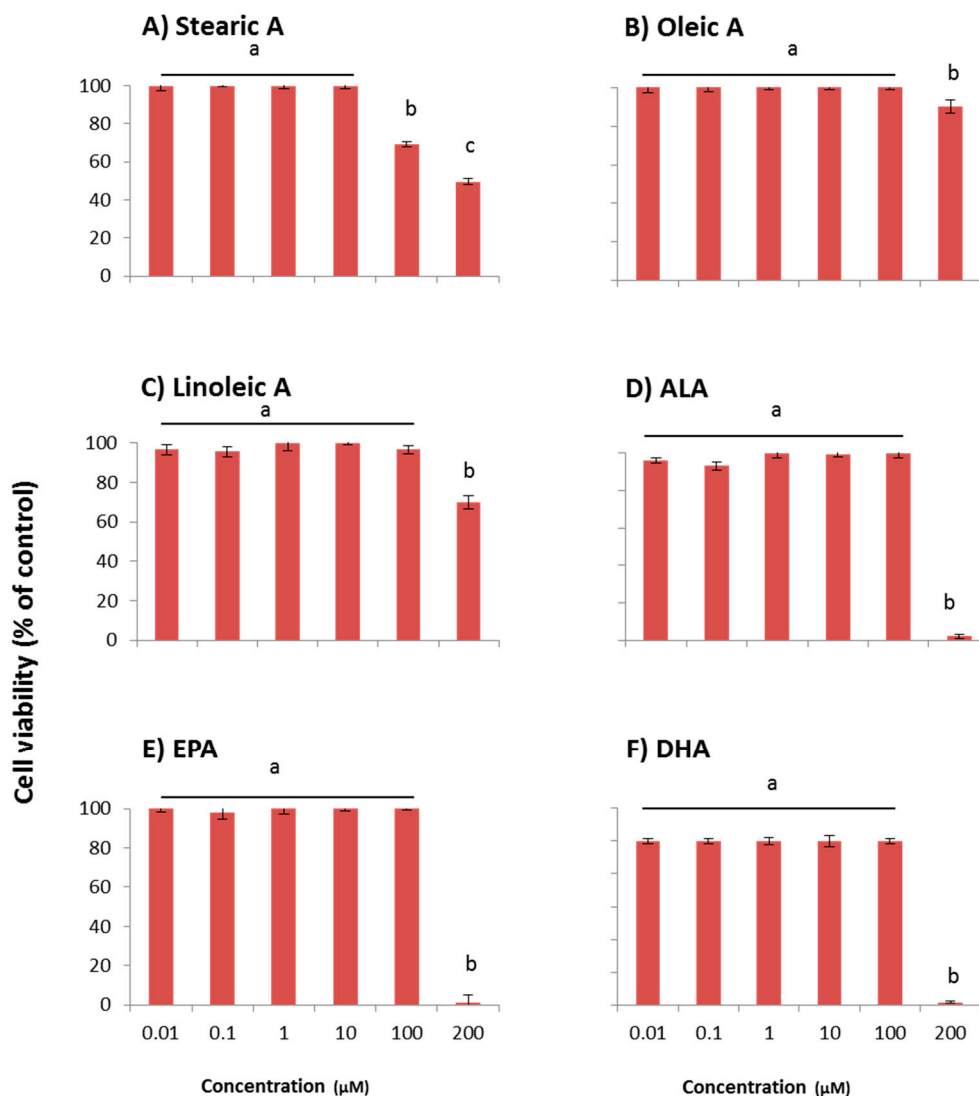 A) Stearic A
B) Oleic A
a
a
b
c
b
100
80
60
40
20
0
C) Linoleic A
D) ALA
a
a
b
b
100
80
60
40
20
0
Cell viability (% of control)
E) EPA
F) DHA
a
a
b
b
100
80
60
40
20
0
0.01 0.1 1 10 100 200
0.01 0.1 1 10 100 200
Concentration (µM)
Concentration (µM)